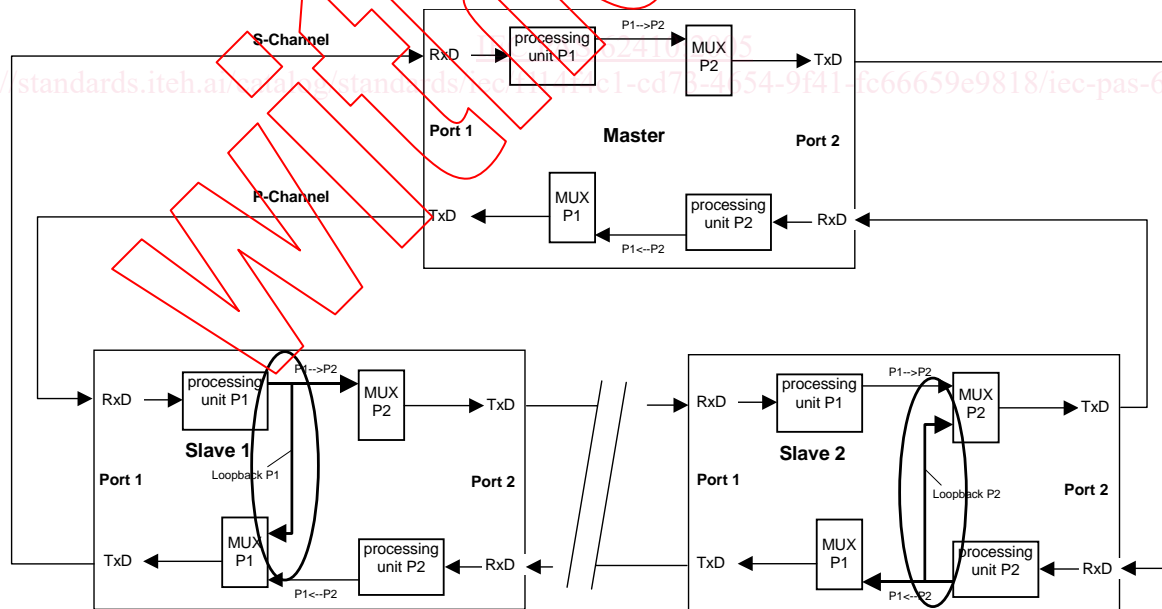 S-Channel
RxD
processing
unit P1
P1-->P2
MUX
P2
TxD
Port 1
Master
Port 2
P-Channel
TxD
MUX
P1
P1<--P2
processing
unit P2
RxD
RxD
processing
unit P1
P1-->P2
MUX
P2
TxD
Slave 1
Loopback P1
Port 1
Port 2
TxD
MUX
P1
P1<--P2
processing
unit P2
RxD
RxD
processing
unit P1
P1-->P2
MUX
P2
TxD
Slave 2
Loopback P2
Port 1
Port 2
TxD
MUX
P1
P1<--P2
processing
unit P2
RxD